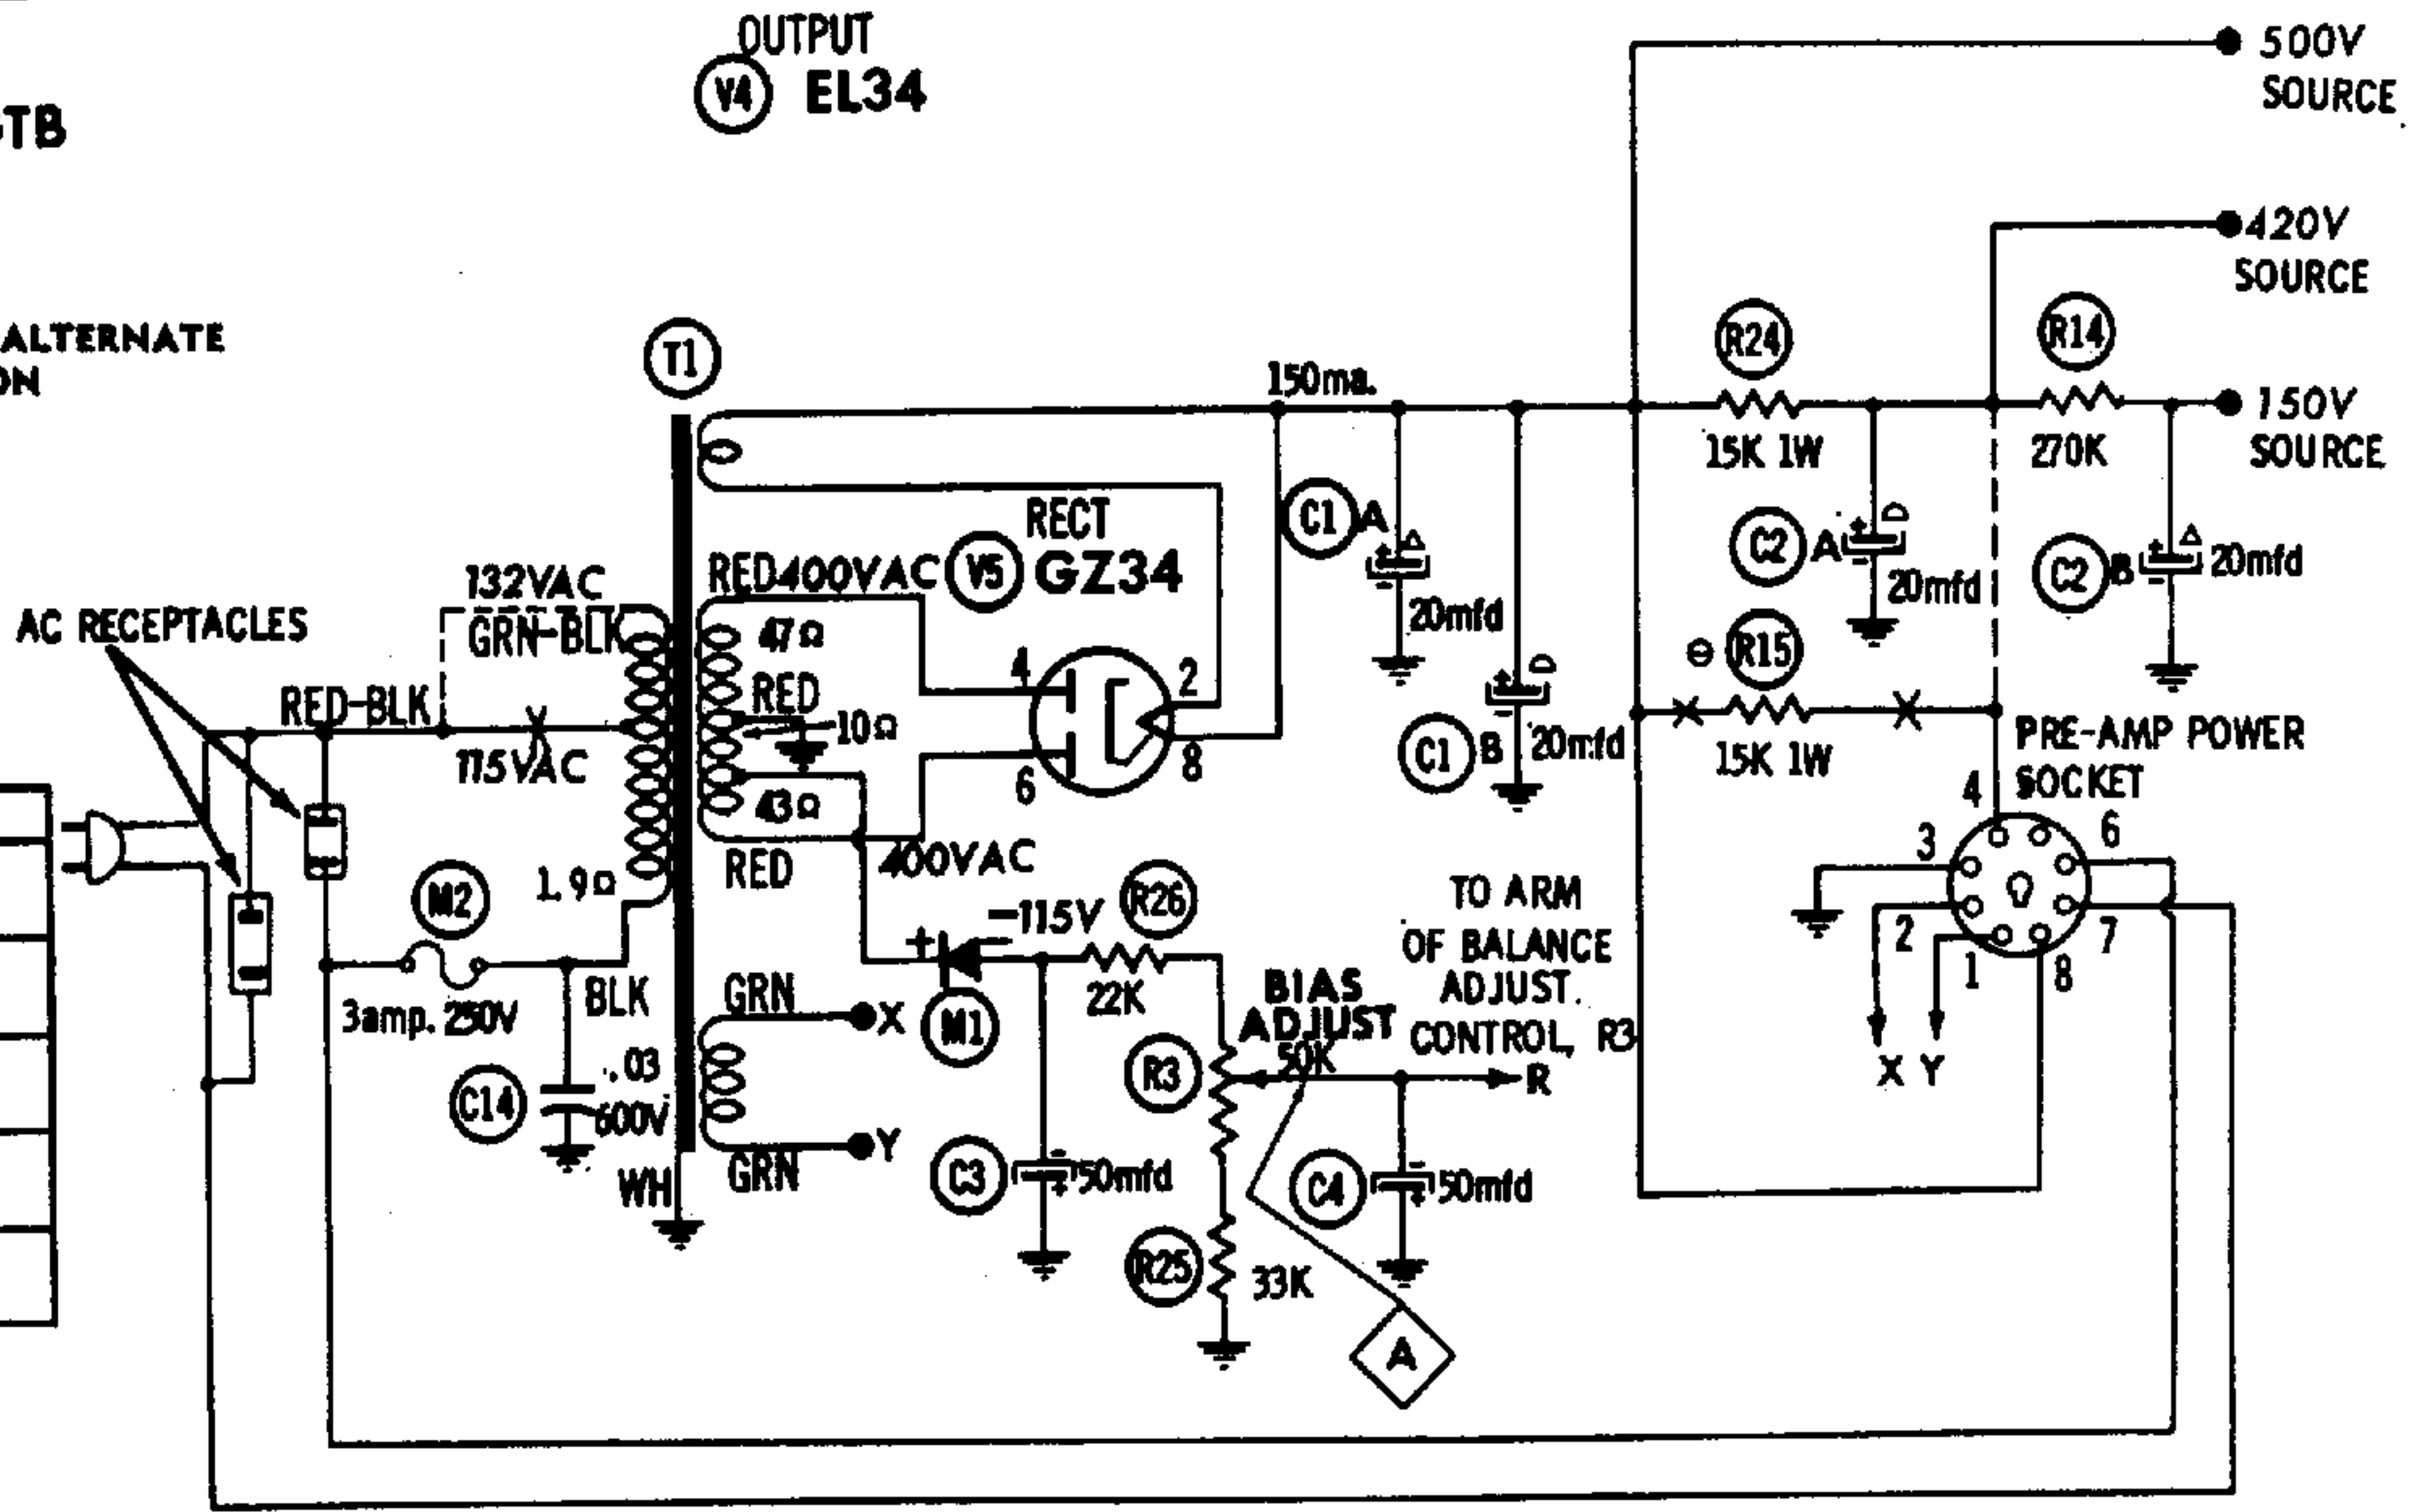 OUTPUT
V4 EL34
500V
SOURCE
TB
420V
SOURCE
ALTERNATE
ON
T1
150ma.
R24
R14
150V
SOURCE
15K 1W
270K
RECT
V5 GZ34
C1 A
20mfd
C2 A
20mfd
C2 B
20mfd
132VAC
GRN-BLK
RED 400VAC
47Ω
AC RECEPTACLES
RED
10Ω
4
2
6
8
RED-BLK
115VAC
C1 B
20mfd
⊖ R15
15K 1W
PRE-AMP POWER
SOCKET
43Ω
RED
400VAC
4
6
3
2
1
7
8
1.9Ω
M2
3amp. 250V
BLK
+
-115V
R26
22K
M1
TO ARM
OF BALANCE
ADJUST.
CONTROL, R3
BIAS
ADJUST
50K
R3
R
X Y
GRN
X
GRN
Y
C14
.03
600V
WH
C3
50mfd
C4
50mfd
R25
33K
A